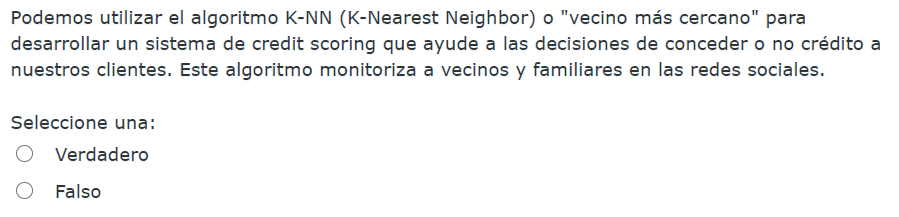 Podemos utilizar el algoritmo K-NN (K-Nearest Neighbor) o "vecino más cercano" para
desarrollar un sistema de credit scoring que ayude a las decisiones de conceder o no crédito a
nuestros clientes. Este algoritmo monitoriza a vecinos y familiares en las redes sociales.
Seleccione una:
Verdadero
Falso